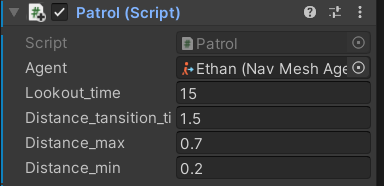 Patrol (Script)
Script Patrol
Agent Ethan (Nav Mesh Age
Lookout_time 15
Distance_tansition_ti 1.5
Distance_max 0.7
Distance_min 0.2